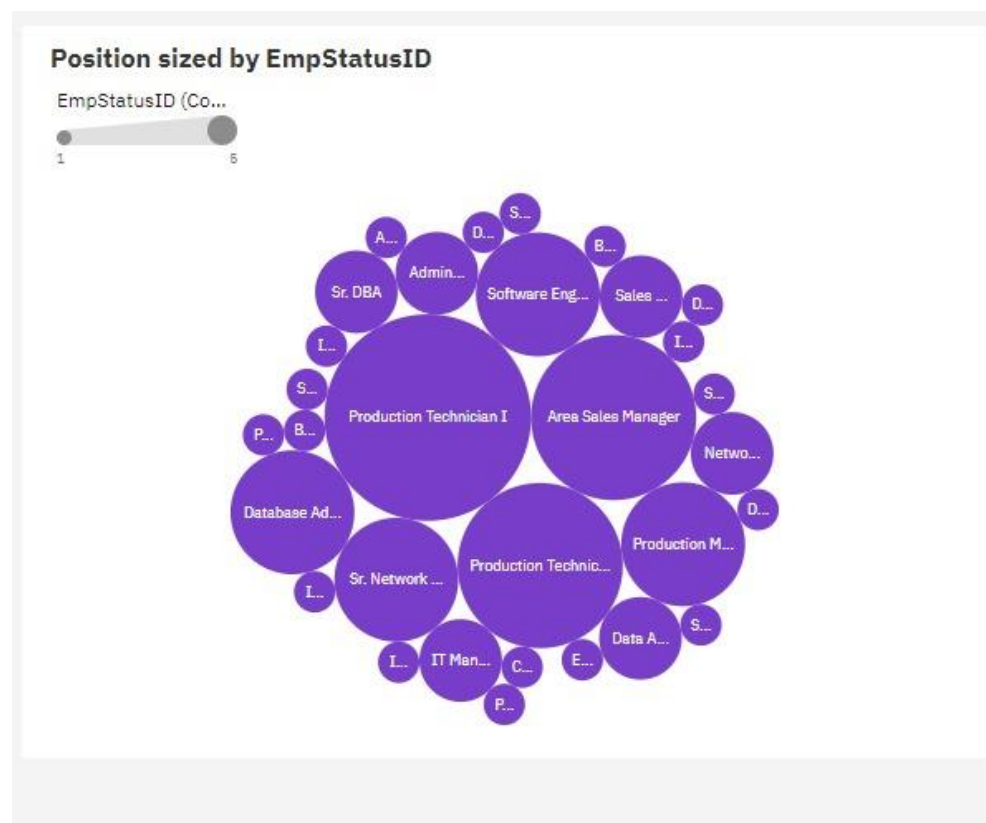 Position sized by EmpStatusID
EmpStatusID (Co...
1
5
S...
D...
A...
B...
Admin...
Sr. DBA
Software Eng...
Sales ...
D...
I...
I...
S...
S...
Production Technician I
Area Sales Manager
B...
P...
Netwo...
Database Ad...
D...
Production M...
Production Technic...
Sr. Network ...
I...
S...
Data A...
I...
IT Man...
C...
E...
P...